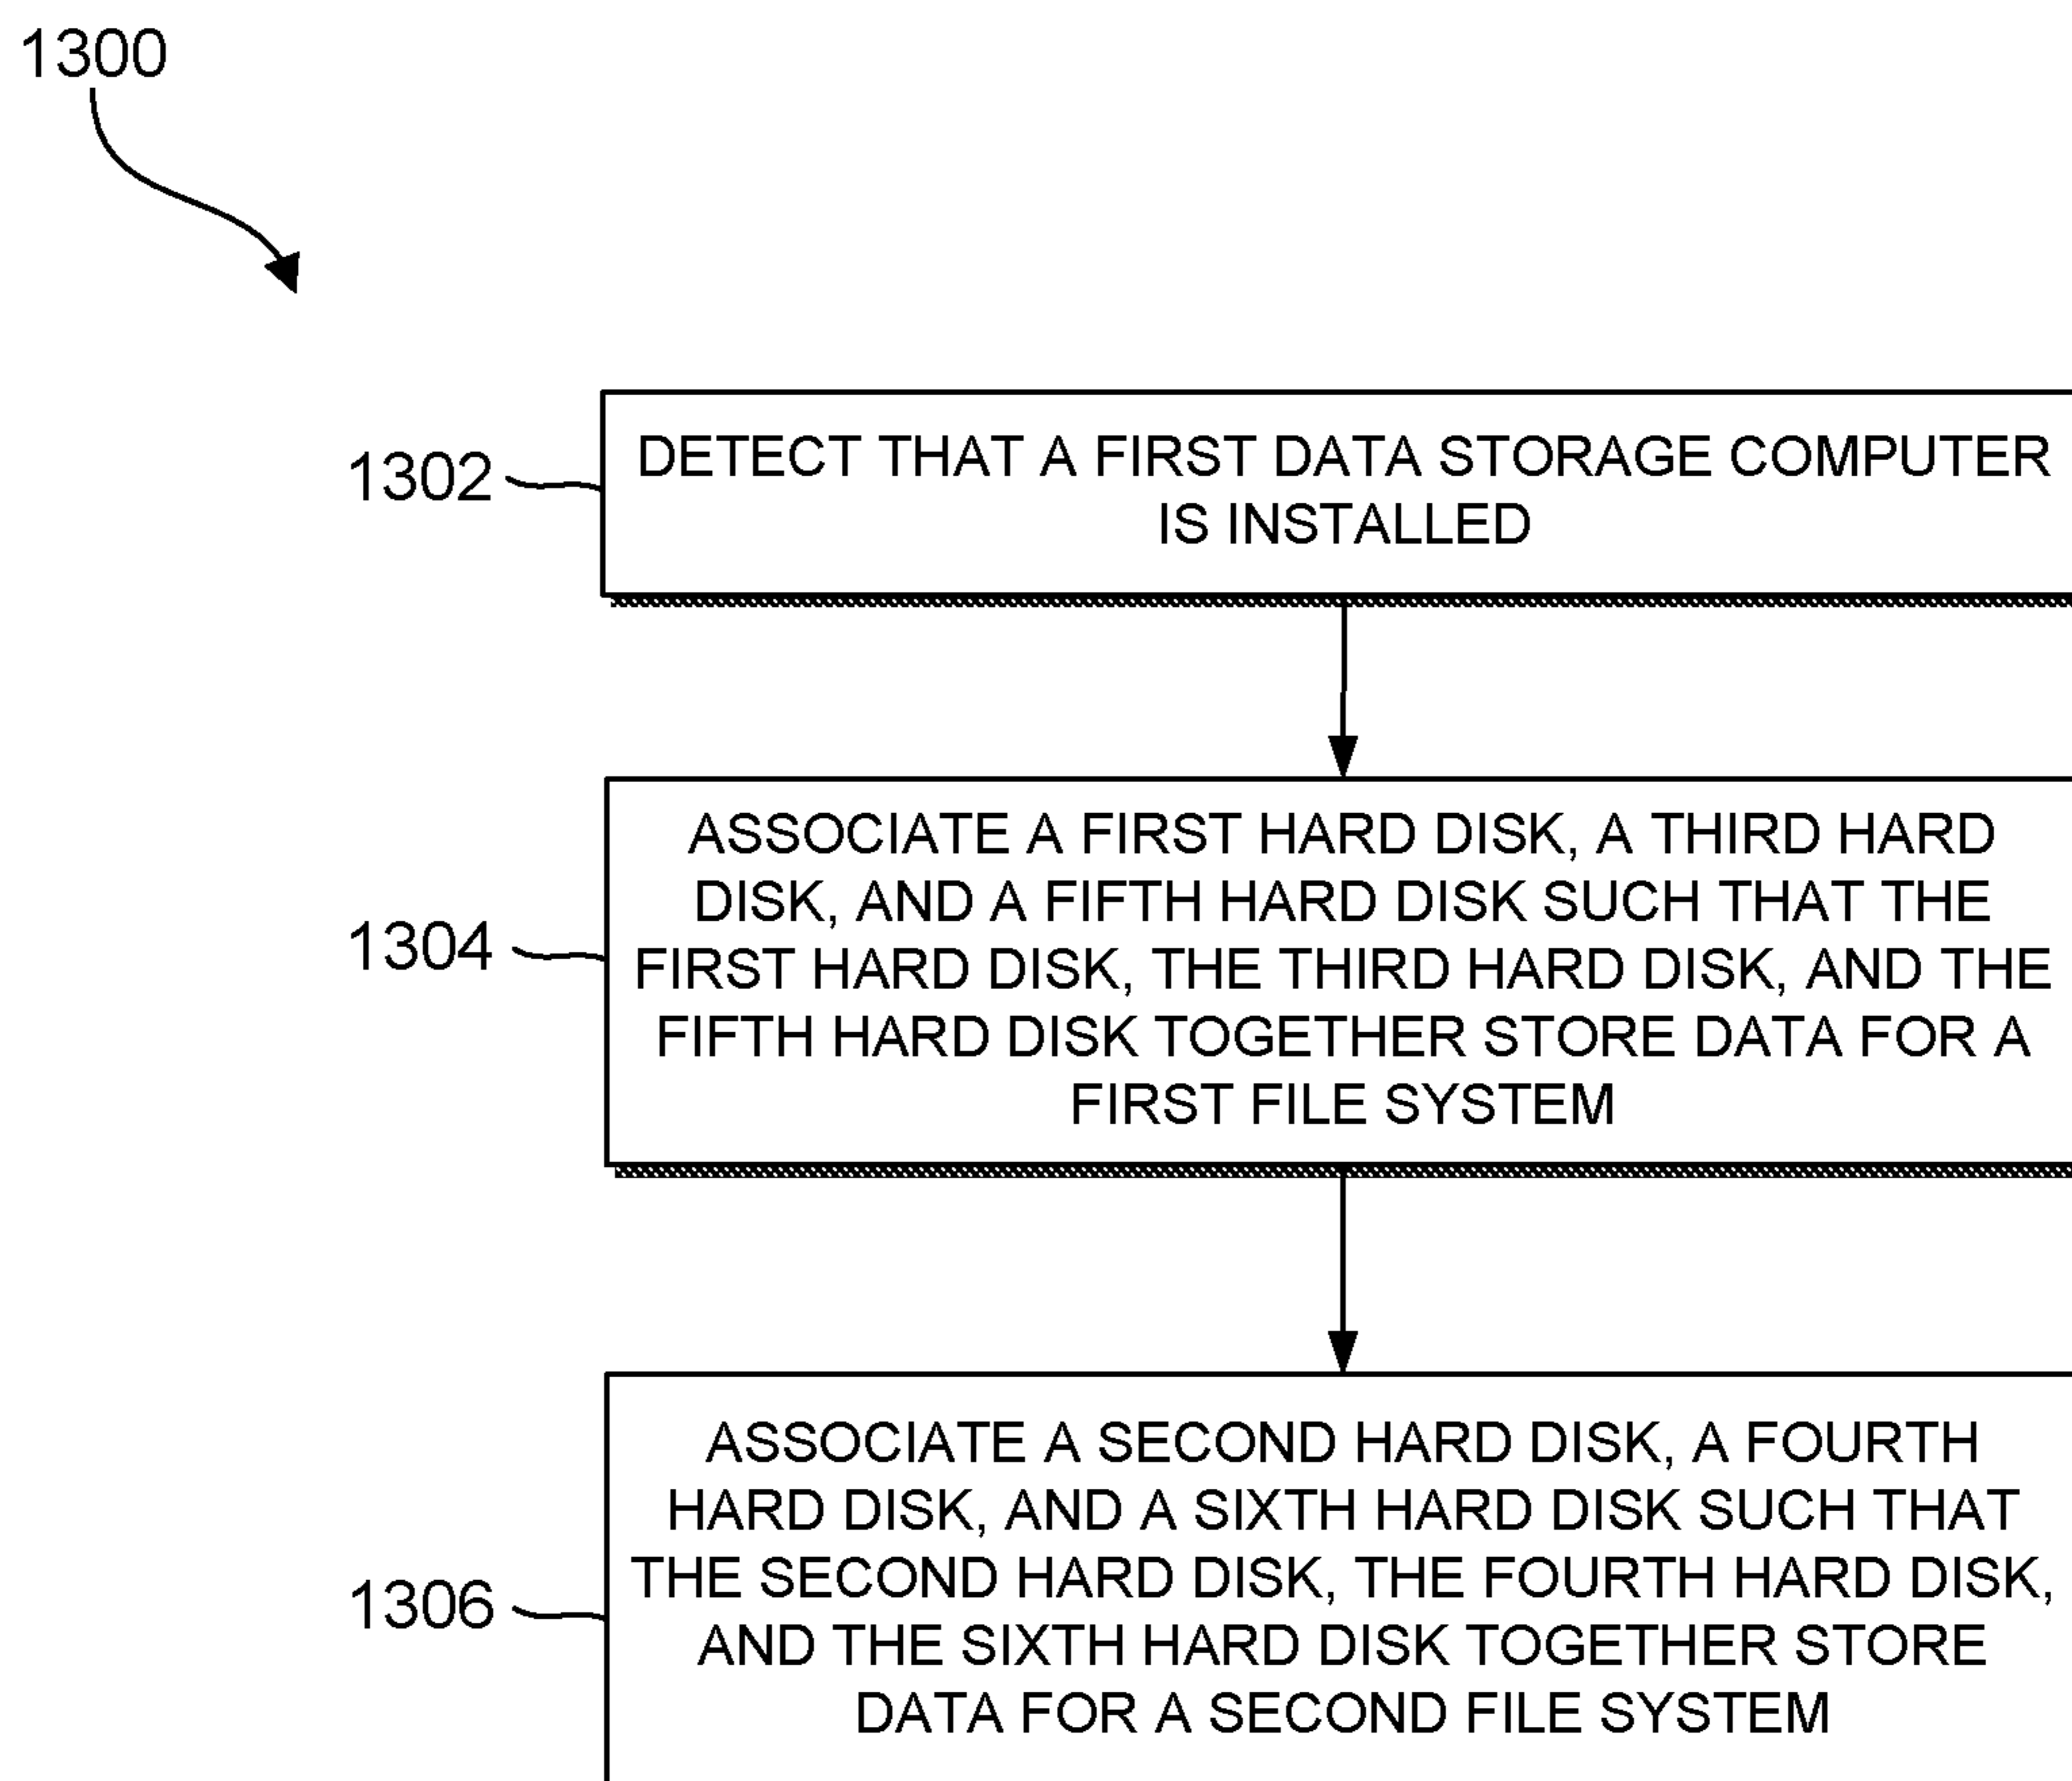 1300
1302
DETECT THAT A FIRST DATA STORAGE COMPUTER
IS INSTALLED
1304
ASSOCIATE A FIRST HARD DISK, A THIRD HARD
DISK, AND A FIFTH HARD DISK SUCH THAT THE
FIRST HARD DISK, THE THIRD HARD DISK, AND THE
FIFTH HARD DISK TOGETHER STORE DATA FOR A
FIRST FILE SYSTEM
1306
ASSOCIATE A SECOND HARD DISK, A FOURTH
HARD DISK, AND A SIXTH HARD DISK SUCH THAT
THE SECOND HARD DISK, THE FOURTH HARD DISK,
AND THE SIXTH HARD DISK TOGETHER STORE
DATA FOR A SECOND FILE SYSTEM